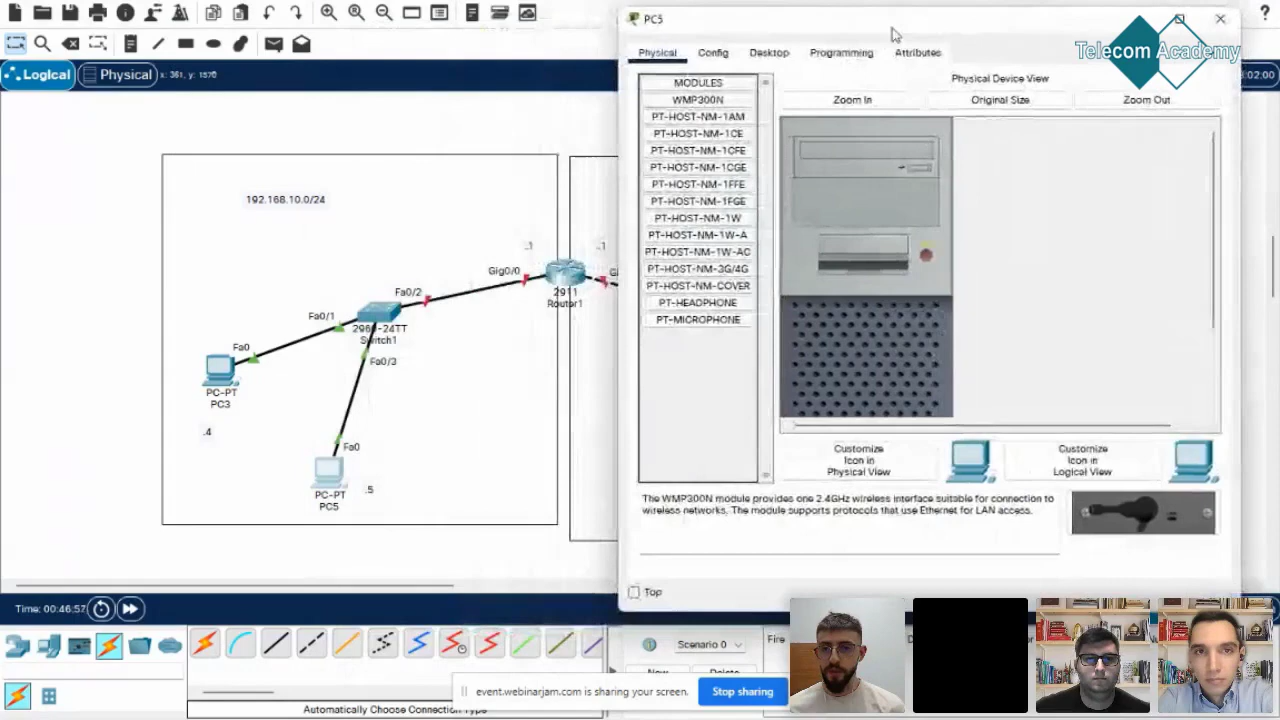 PC5
Telecom Academy
Logical
Physical
x: 361, y: 1570
:02:00
Physical
Config
Desktop
Programming
Attributes
MODULES
WMP300N
PT-HOST-NM-1AM
PT-HOST-NM-1CE
PT-HOST-NM-1CFE
PT-HOST-NM-1CGE
PT-HOST-NM-1FFE
PT-HOST-NM-1FGE
PT-HOST-NM-1W
PT-HOST-NM-1W-A
PT-HOST-NM-1W-AC
PT-HOST-NM-3G/4G
PT-HOST-NM-COVER
PT-HEADPHONE
PT-MICROPHONE
Physical Device View
Zoom In
Original Size
Zoom Out
192.168.10.0/24
.1
.1
Gig0/0
2911
Router1
Fa0/2
Fa0/1
2960-24TT
Switch1
Fa0/3
Fa0
PC-PT
PC3
.4
Fa0
PC-PT
PC5
.5
Customize
Icon in
Physical View
Customize
Icon in
Logical View
The WMP300N module provides one 2.4GHz wireless interface suitable for connection to
wireless networks. The module supports protocols that use Ethernet for LAN access.
Top
Time: 00:46:57
Scenario 0
Fire
New
Delete
event.webinarjam.com is sharing your screen.
Stop sharing
Automatically Choose Connection Type